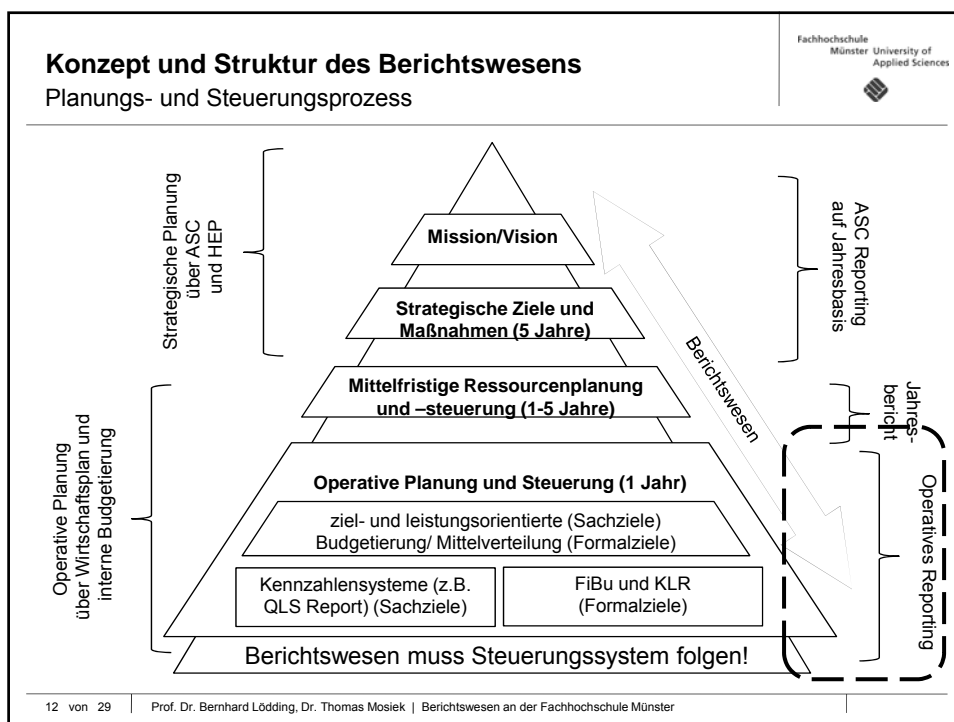 Konzept und Struktur des Berichtswesens
Planungs- und Steuerungsprozess
Fachhochschule
Münster University of
Applied Sciences
Strategische Planung
über ASC
und HEP
Operative Planung
über Wirtschaftsplan und
interne Budgetierung
Mission/Vision
Strategische Ziele und
Maßnahmen (5 Jahre)
Mittelfristige Ressourcenplanung
und –steuerung (1-5 Jahre)
Operative Planung und Steuerung (1 Jahr)
ziel- und leistungsorientierte (Sachziele)
Budgetierung/ Mittelverteilung (Formalziele)
Kennzahlensysteme (z.B.
QLS Report) (Sachziele)
FiBu und KLR
(Formalziele)
Berichtswesen muss Steuerungssystem folgen!
Berichtswesen
ASC Reporting
auf Jahresbasis
Jahres-
bericht
Operatives Reporting
12 von 29 Prof. Dr. Bernhard Lödding, Dr. Thomas Mosiek | Berichtswesen an der Fachhochschule Münster